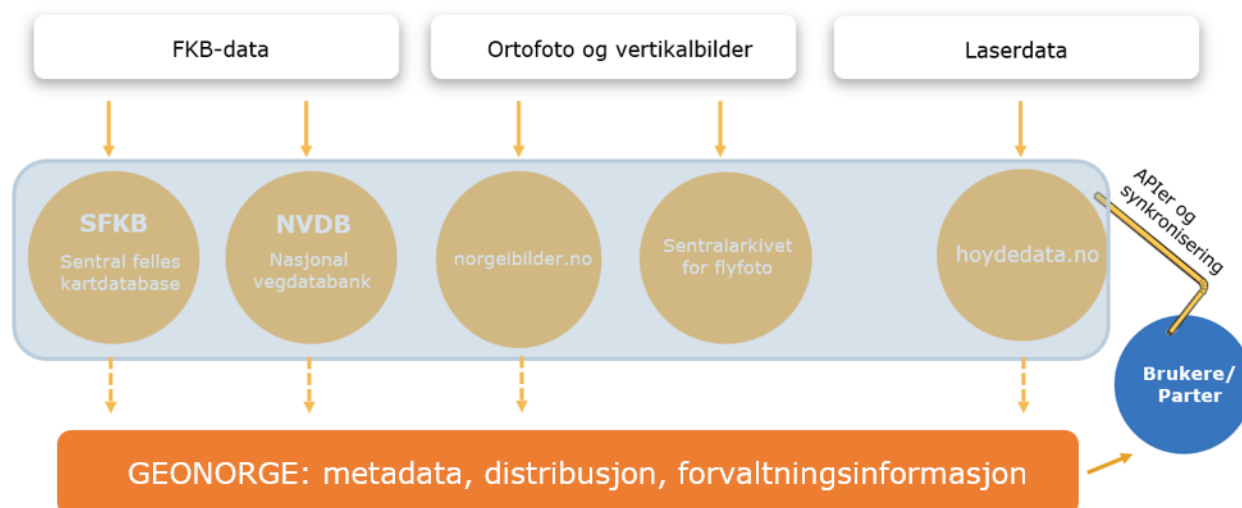 FKB-data
Ortofoto og vertikalbilder
Laserdata
SFKB
Sentral felles
kartdatabase
NVDB
Nasjonal
vegdatabank
norgeibilder.no
Sentralarkivet
for flyfoto
hoydedata.no
APIer og
synkronisering
Brukere/
Parter
GEONORGE: metadata, distribusjon, forvaltningsinformasjon